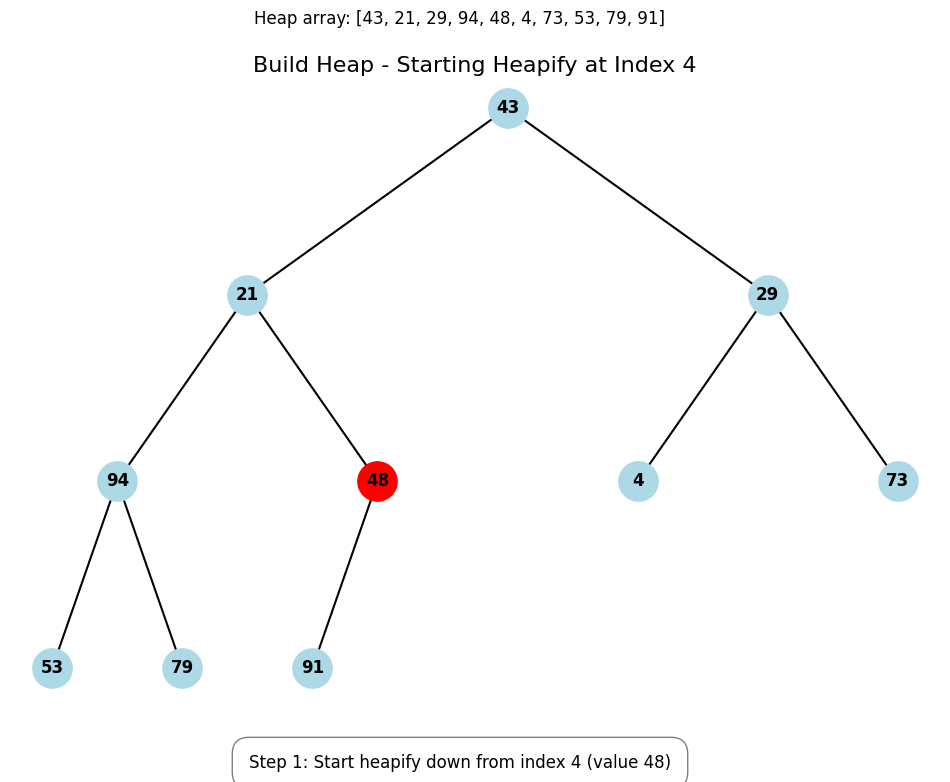 Heap array: [43, 21, 29, 94, 48, 4, 73, 53, 79, 91]
Build Heap - Starting Heapify at Index 4
43
21 29
94 48 4 73
53 79 91
Step 1: Start heapify down from index 4 (value 48)